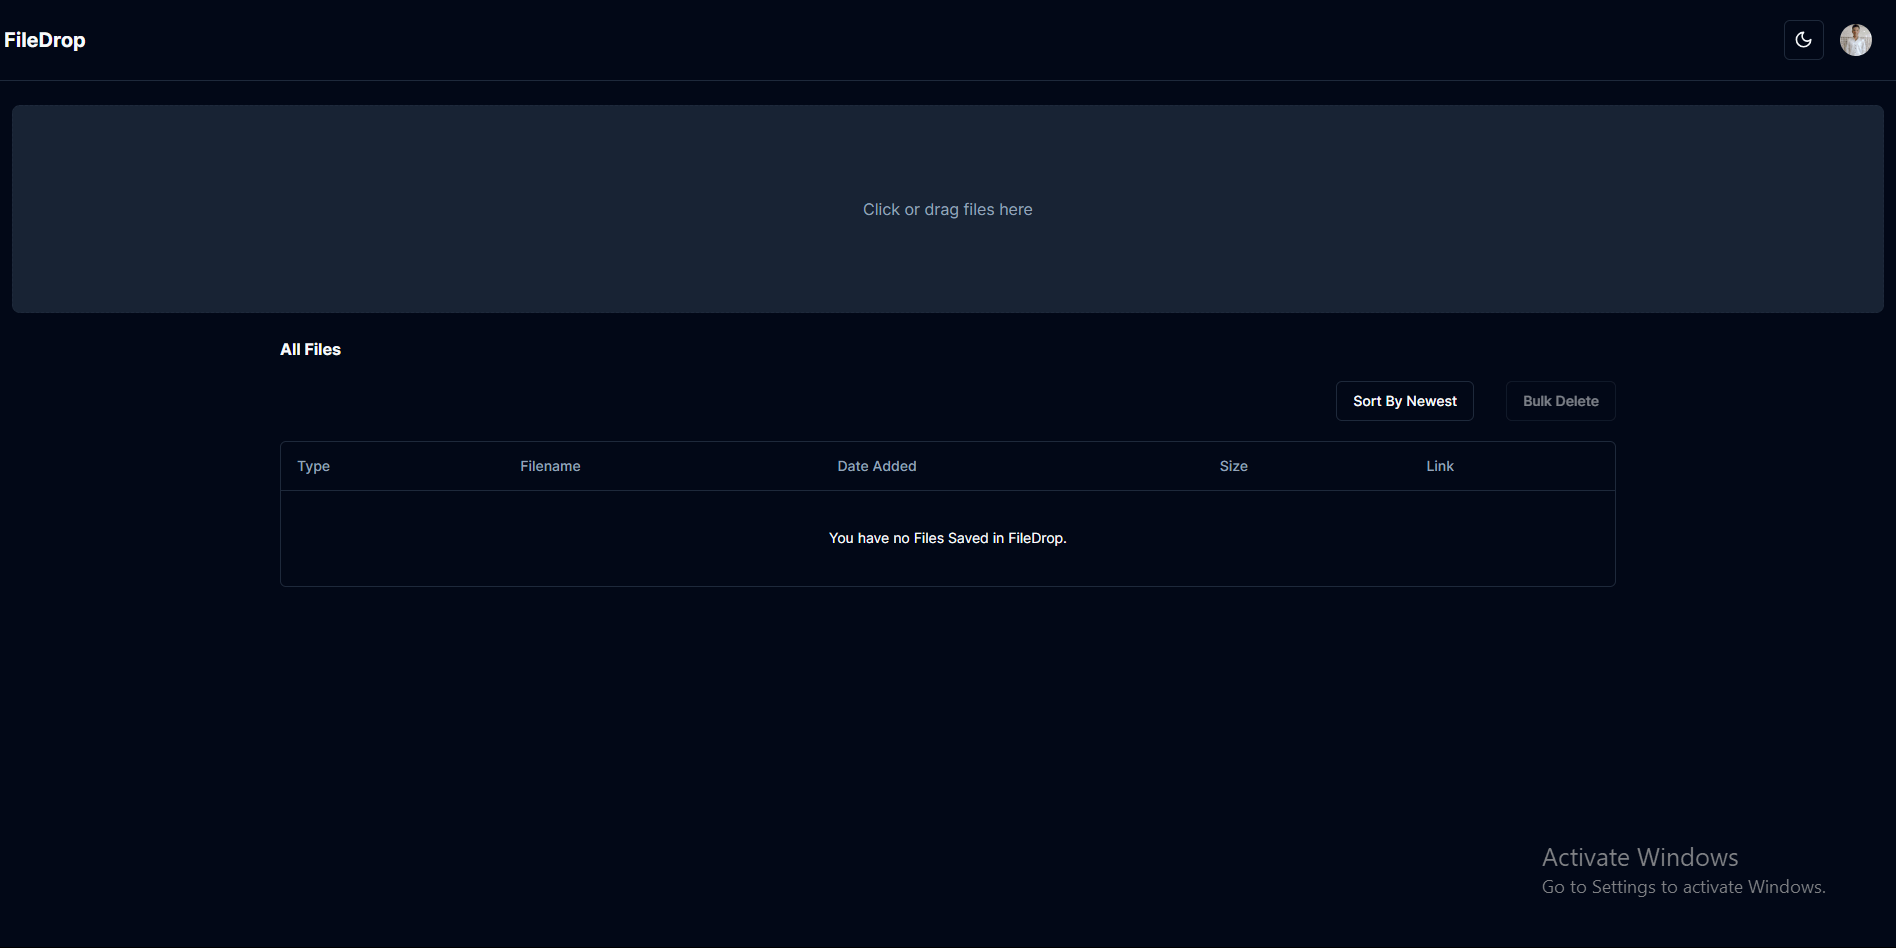 FileDrop
Click or drag files here
All Files
Sort By Newest
Bulk Delete
Type Filename Date Added Size Link
You have no Files Saved in FileDrop.
Activate Windows
Go to Settings to activate Windows.